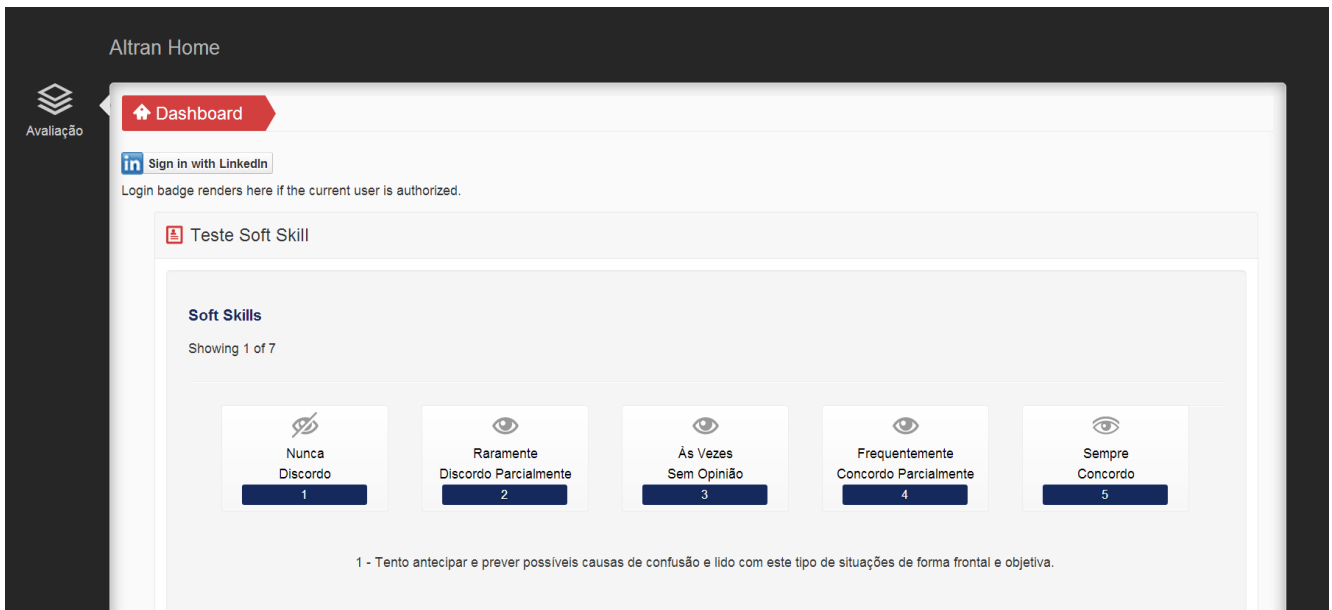 Altran Home
Avaliação
Dashboard
in Sign in with LinkedIn
Login badge renders here if the current user is authorized.
Teste Soft Skill
Soft Skills
Showing 1 of 7
Nunca
Discordo
1
Raramente
Discordo Parcialmente
2
Às Vezes
Sem Opinião
3
Frequentemente
Concordo Parcialmente
4
Sempre
Concordo
5
1 - Tento antecipar e prever possíveis causas de confusão e lido com este tipo de situações de forma frontal e objetiva.